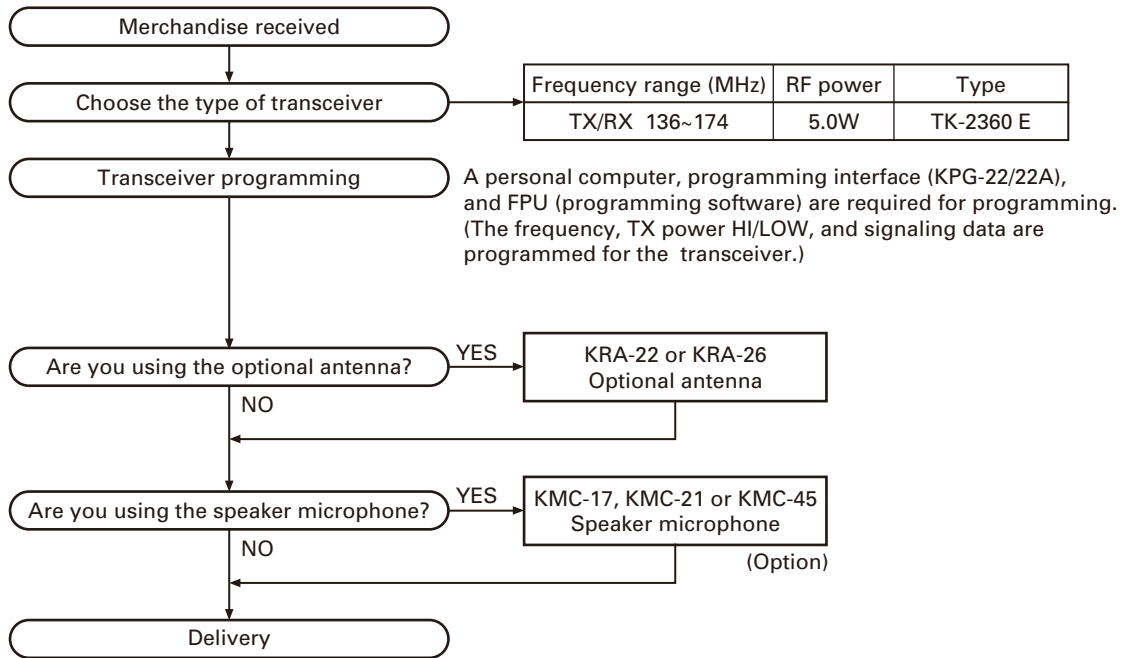 Merchandise received
Choose the type of transceiver
Frequency range (MHz) RF power Type
TX/RX 136~174 5.0W TK-2360 E
Transceiver programming
A personal computer, programming interface (KPG-22/22A),
and FPU (programming software) are required for programming.
(The frequency, TX power HI/LOW, and signaling data are
programmed for the transceiver.)
Are you using the optional antenna?
YES
KRA-22 or KRA-26
Optional antenna
NO
Are you using the speaker microphone?
YES
KMC-17, KMC-21 or KMC-45
Speaker microphone
(Option)
NO
Delivery